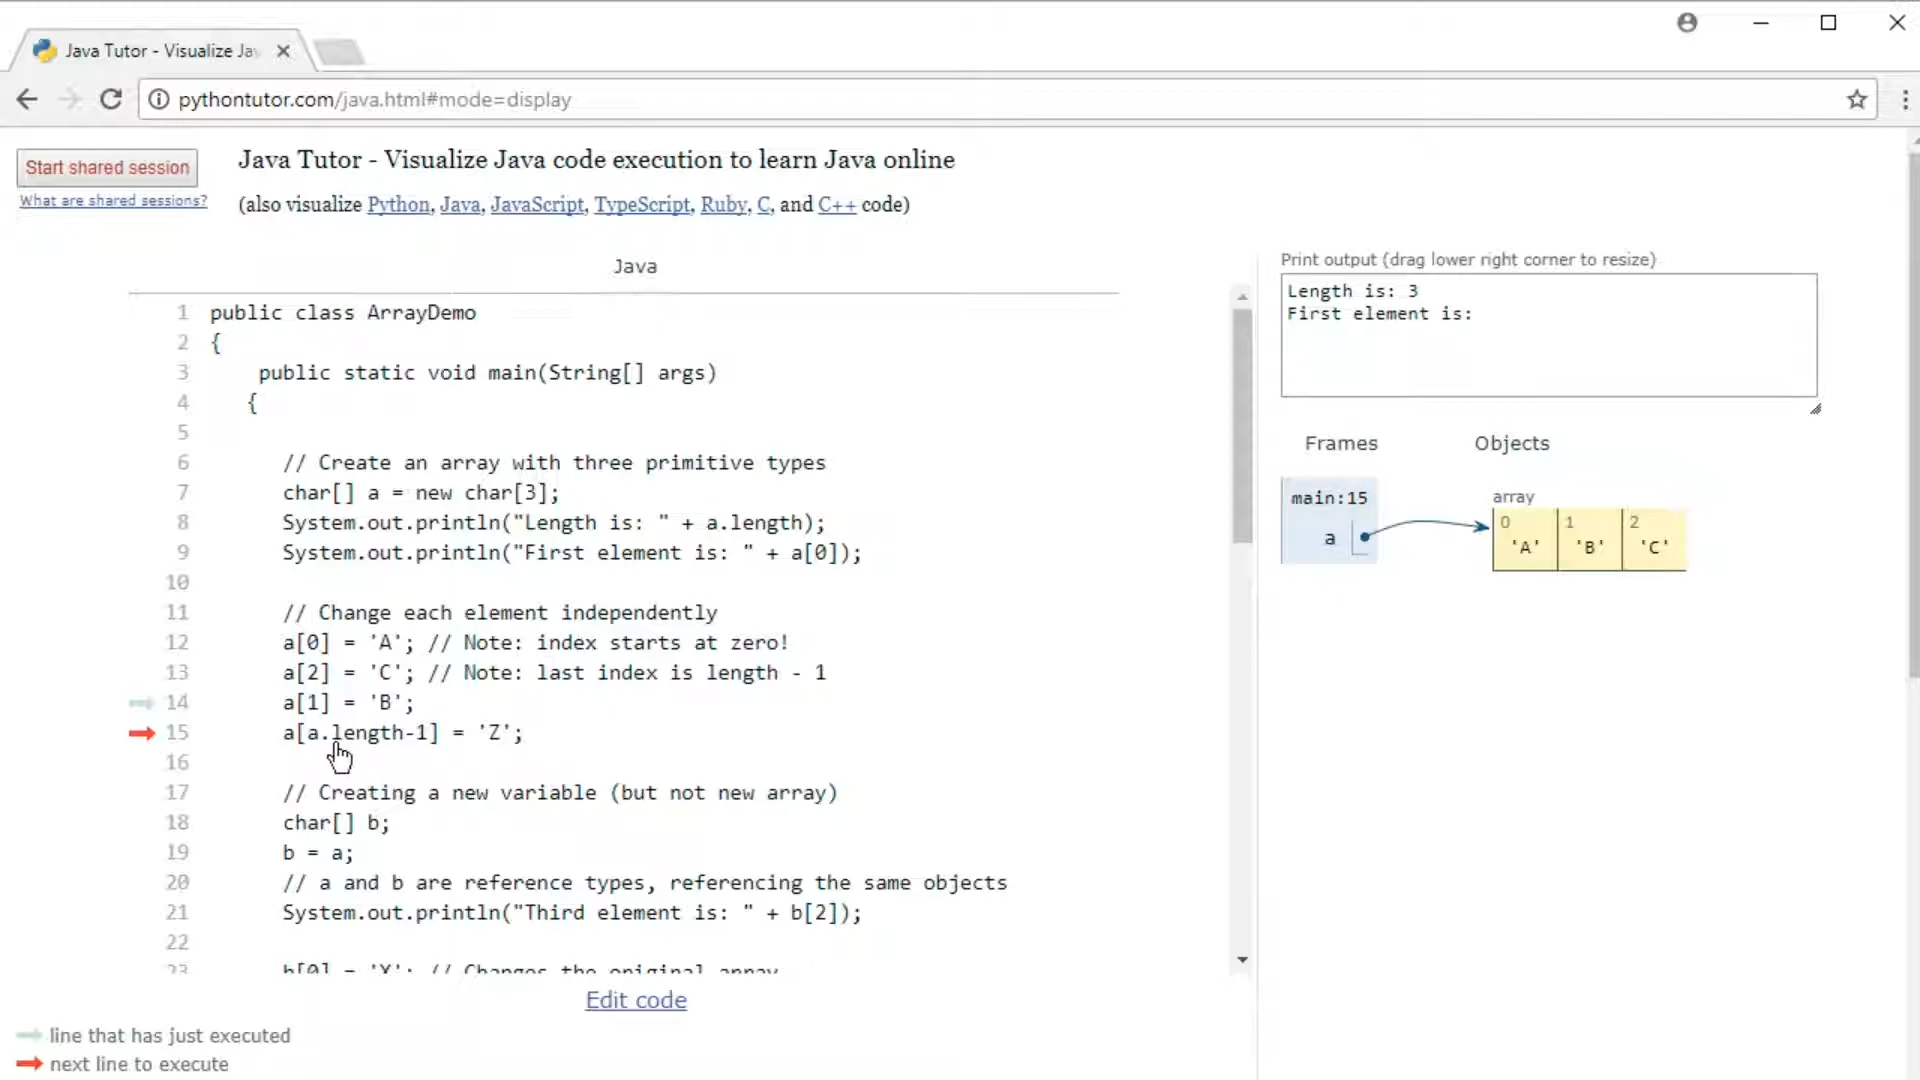 Java Tutor - Visualize Jav
pythontutor.com/java.html#mode=display
Start shared session
What are shared sessions?
Java Tutor - Visualize Java code execution to learn Java online
(also visualize Python, Java, JavaScript, TypeScript, Ruby, C, and C++ code)
Java
1 public class ArrayDemo
2 {
3 public static void main(String[] args)
4 {
5
6 // Create an array with three primitive types
7 char[] a = new char[3];
8 System.out.println("Length is: " + a.length);
9 System.out.println("First element is: " + a[0]);
10
11 // Change each element independently
12 a[0] = 'A'; // Note: index starts at zero!
13 a[2] = 'C'; // Note: last index is length - 1
14 a[1] = 'B';
15 a[a.length-1] = 'Z';
16
17 // Creating a new variable (but not new array)
18 char[] b;
19 b = a;
20 // a and b are reference types, referencing the same objects
21 System.out.println("Third element is: " + b[2]);
22
23 b[0] = 'X'; // Changes the original array
Edit code
line that has just executed
next line to execute
Print output (drag lower right corner to resize)
Length is: 3
First element is:
Frames Objects
main:15
a
array
0 1 2
'A' 'B' 'C'